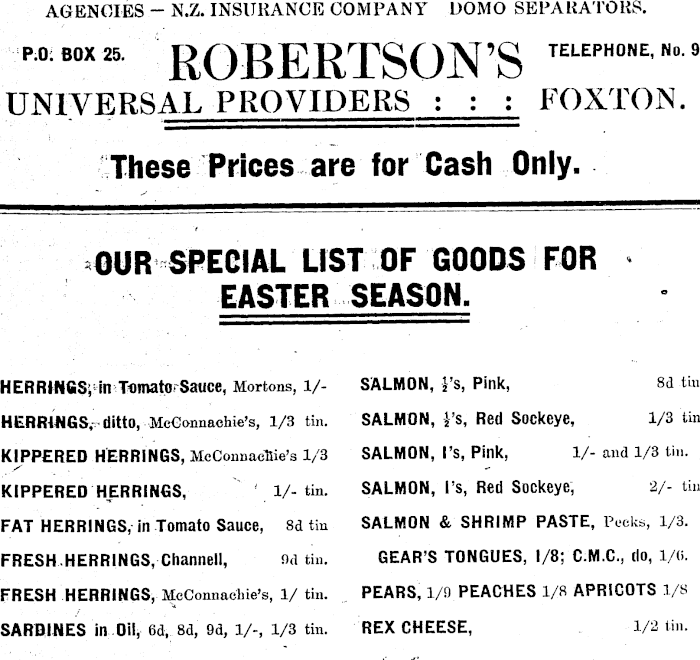 AGENCIES — N.Z. INSURANCE COMPANY DOMO SEPARATORS.
P.O. BOX 25. ROBERTSON'S TELEPHONE, No. 9
UNIVERSAL PROVIDERS : : : FOXTON.
These Prices are for Cash Only.
OUR SPECIAL LIST OF GOODS FOR
EASTER SEASON.
HERRINGS, in Tomato Sauce, Mortons, 1/-
HERRINGS, ditto, McConnachie's, 1/3 tin.
KIPPERED HERRINGS, McConnachie's 1/3
KIPPERED HERRINGS, 1/- tin.
FAT HERRINGS, in Tomato Sauce, 8d tin
FRESH HERRINGS, Channell, 9d tin.
FRESH HERRINGS, McConnachie's, 1/ tin.
SARDINES in Oil, 6d, 8d, 9d, 1/-, 1/3 tin.
SALMON, ½'s, Pink, 8d tin
SALMON, ½'s, Red Sockeye, 1/3 tin
SALMON, I's, Pink, 1/- and 1/3 tin.
SALMON, I's, Red Sockeye, 2/- tin
SALMON & SHRIMP PASTE, Pecks, 1/3.
GEAR'S TONGUES, 1/8; C.M.C., do, 1/6.
PEARS, 1/9 PEACHES 1/8 APRICOTS 1/8
REX CHEESE, 1/2 tin.